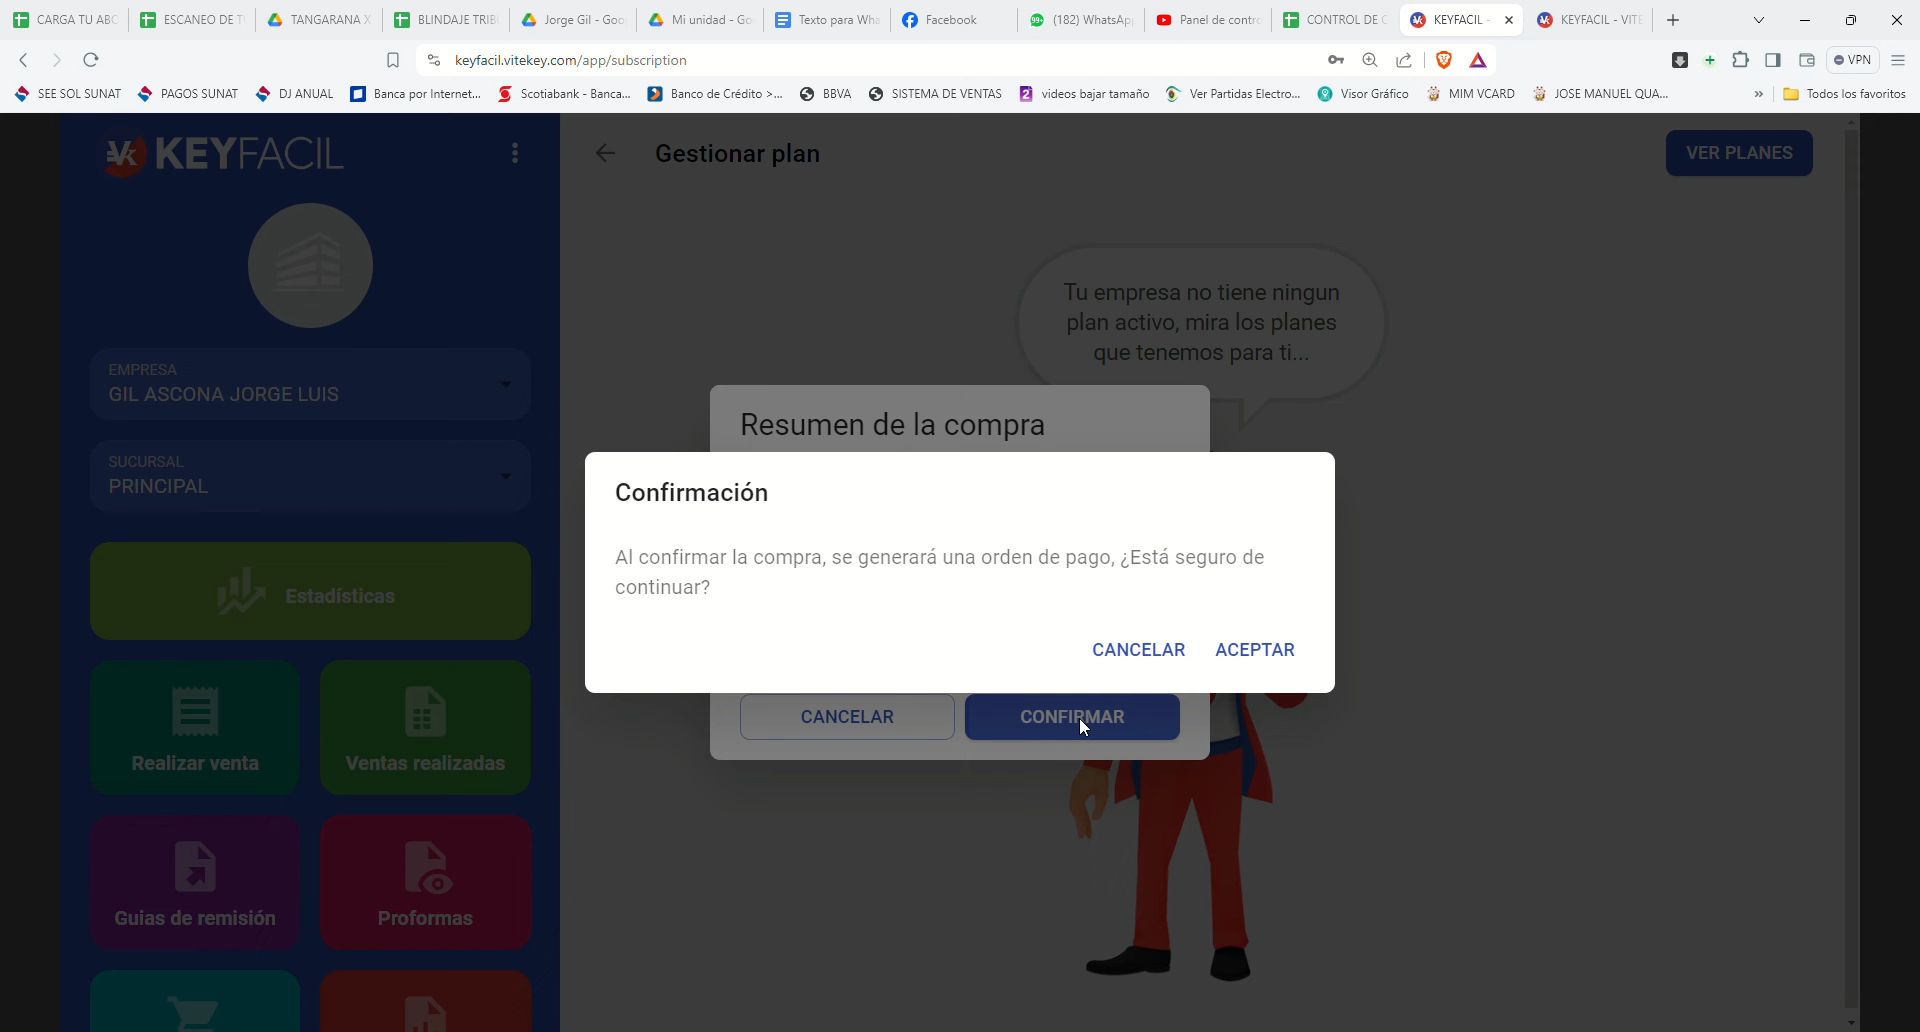 CARGA TU ABO
ESCANEO DE TU
TANGARANA X
BLINDAJE TRIB
Jorge Gil - Goo
Mi unidad - Go
Texto para Wha
Facebook
(182) WhatsApp
Panel de contro
CONTROL DE C
KEYFACIL -
KEYFACIL - VITE
keyfacil.vitekey.com/app/subscription
VPN
SEE SOL SUNAT
PAGOS SUNAT
DJ ANUAL
Banca por Internet...
Scotiabank - Banca...
Banco de Crédito >...
BBVA
SISTEMA DE VENTAS
videos bajar tamaño
Ver Partidas Electro...
Visor Gráfico
MIM VCARD
JOSE MANUEL QUA...
Todos los favoritos
KEYFACIL
Gestionar plan
VER PLANES
EMPRESA
GIL ASCONA JORGE LUIS
SUCURSAL
PRINCIPAL
Estadísticas
Realizar venta
Ventas realizadas
Guias de remisión
Proformas
Tu empresa no tiene ningun
plan activo, mira los planes
que tenemos para ti...
Resumen de la compra
Confirmación
Al confirmar la compra, se generará una orden de pago, ¿Está seguro de
continuar?
CANCELAR
ACEPTAR
CANCELAR
CONFIRMAR